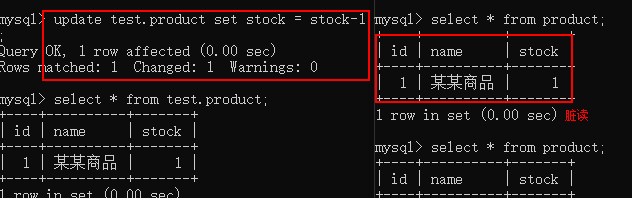 mysql> update test.product set stock = stock-1
;
Query OK, 1 row affected (0.00 sec)
Rows matched: 1  Changed: 1  Warnings: 0
mysql> select * from test.product;
+----+----------+-------+
| id | name     | stock |
+----+----------+-------+
|  1 | 某某商品 |     1 |
+----+----------+-------+
1 row in set (0.00 sec)
mysql> select * from product;
+----+----------+-------+
| id | name     | stock |
+----+----------+-------+
|  1 | 某某商品 |     1 |
+----+----------+-------+
1 row in set (0.00 sec) 脏读
mysql> select * from product;
+----+----------+-------+
| id | name     | stock |